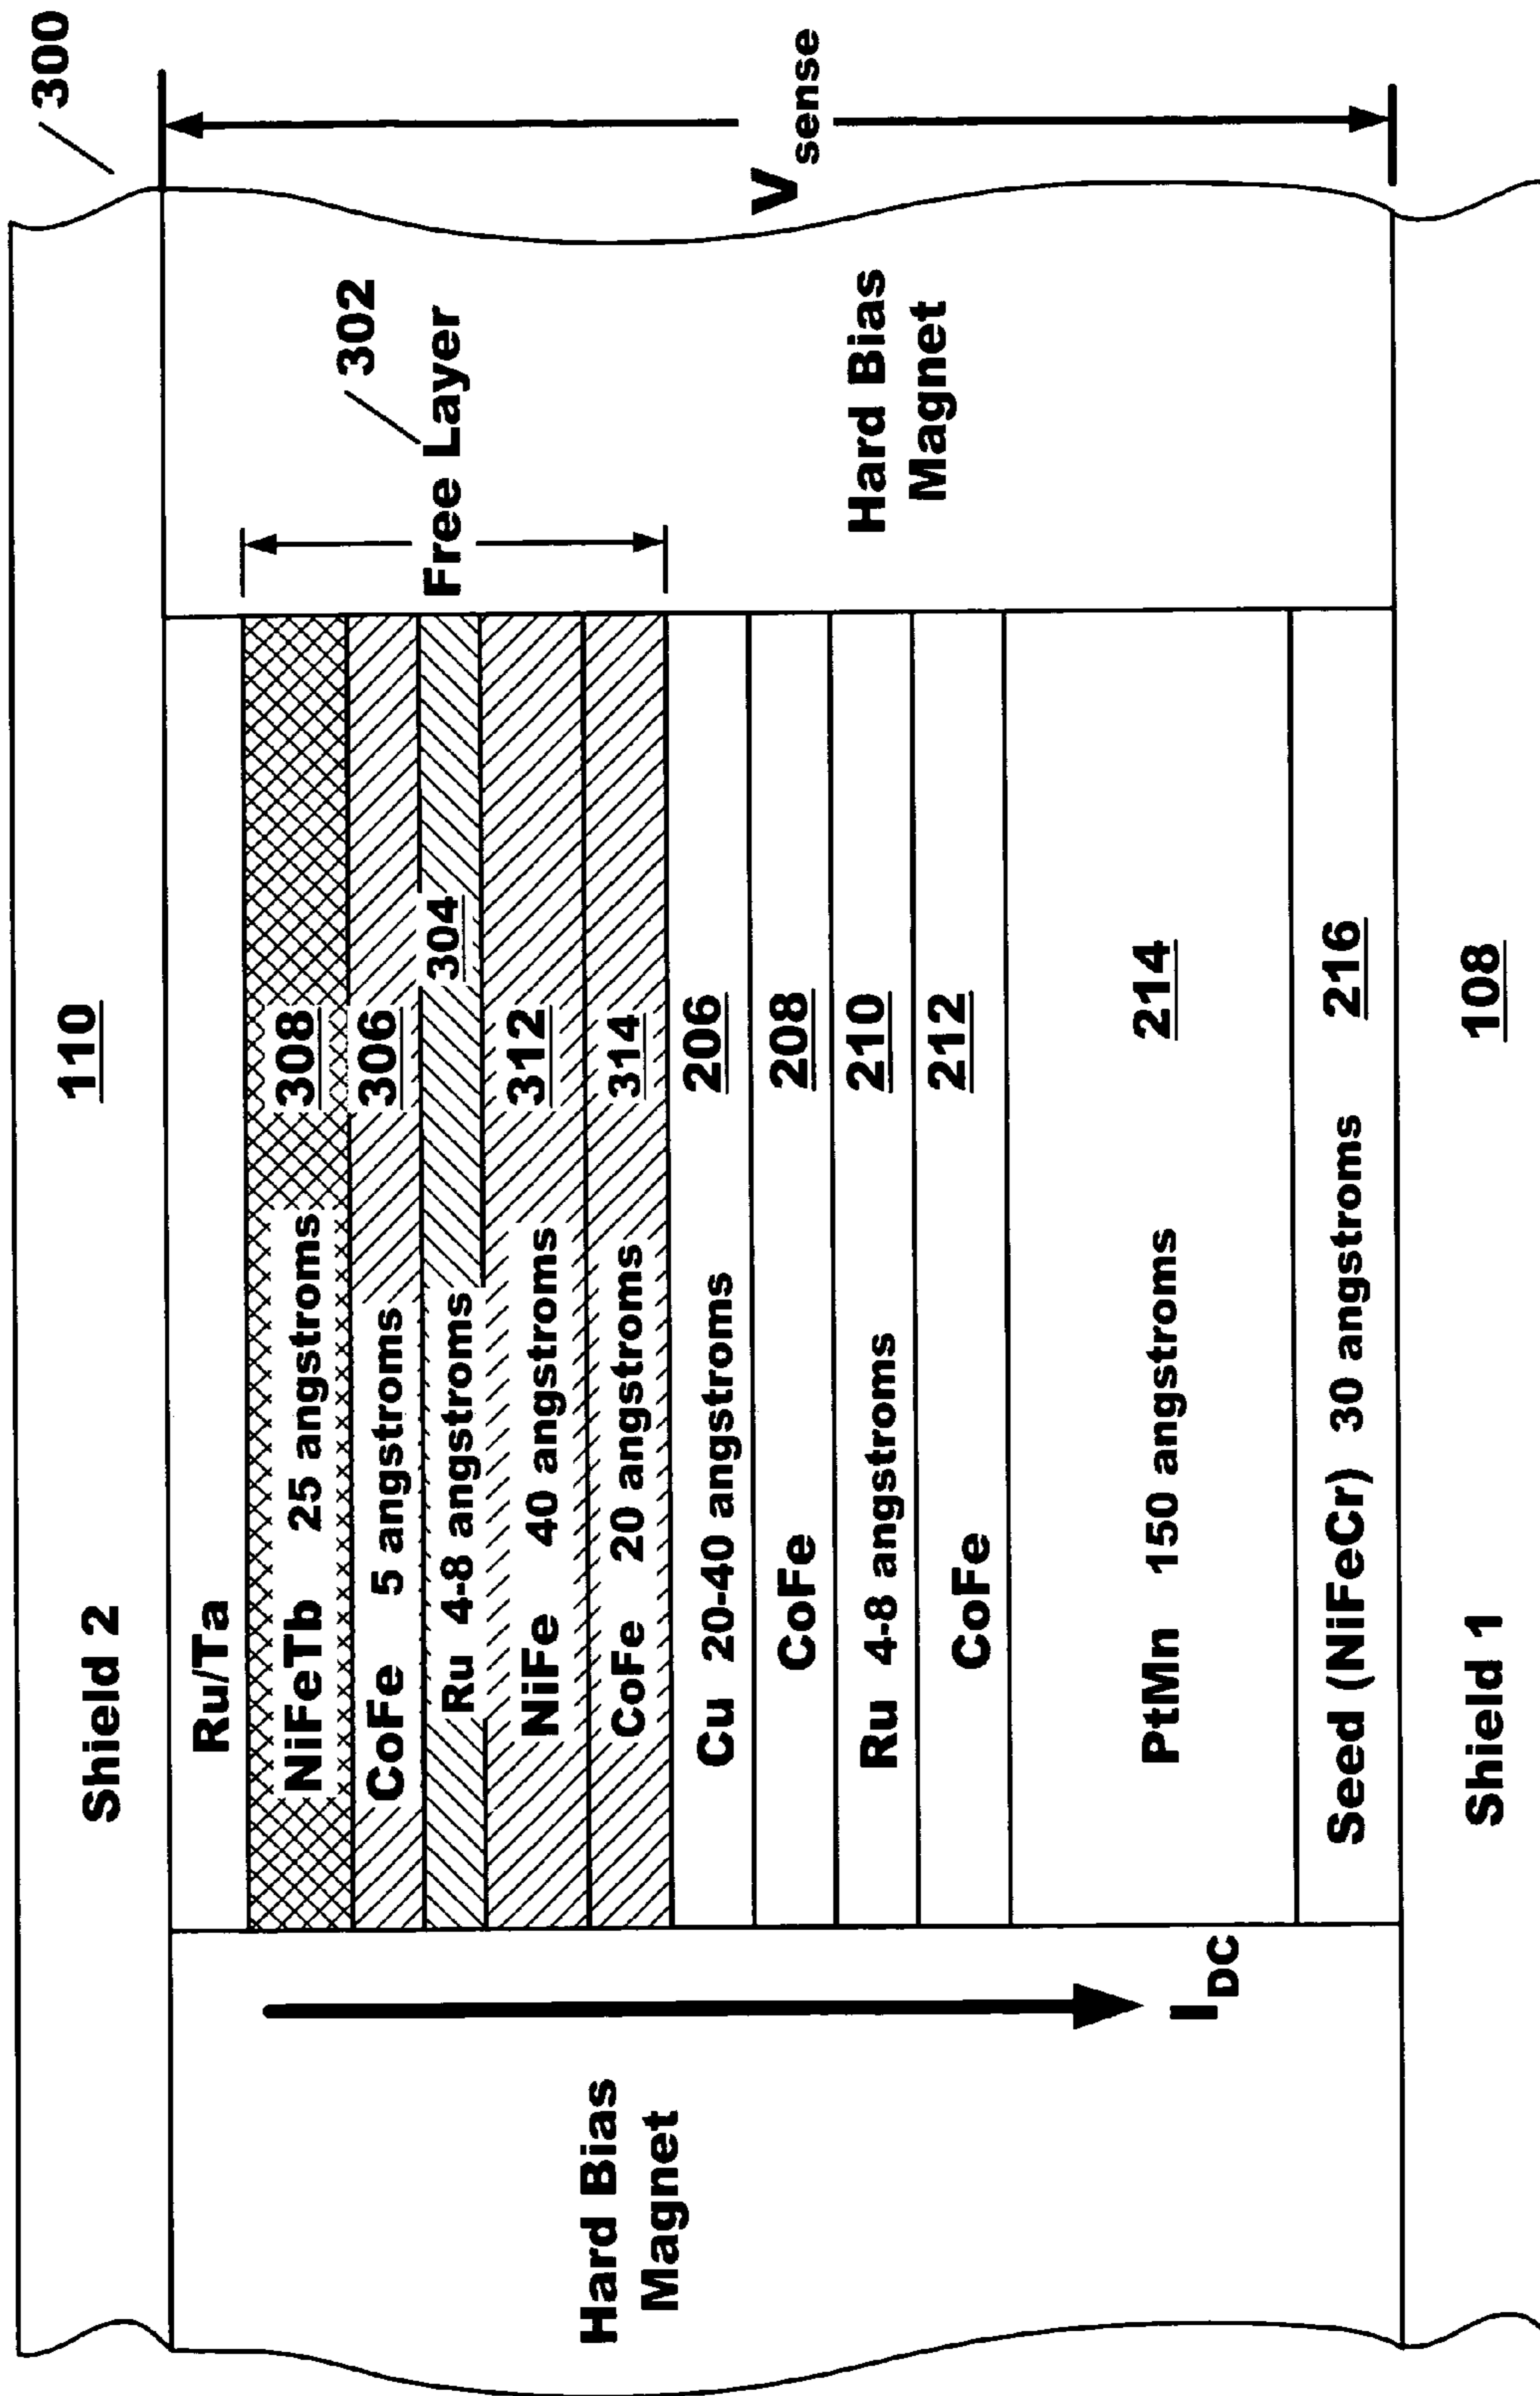 300
Shield 2 110
Ru/Ta
NiFeTb 25 angstroms 308
CoFe 5 angstroms 306
Ru 4-8 angstroms 304
NiFe 40 angstroms 312
CoFe 20 angstroms 314
302
Free Layer
Cu 20-40 angstroms 206
CoFe 208
Ru 4-8 angstroms 210
CoFe 212
PtMn 150 angstroms 214
Seed (NiFeCr) 30 angstroms 216
Shield 1 108
Hard Bias
Magnet
I DC
Hard Bias
Magnet
V sense